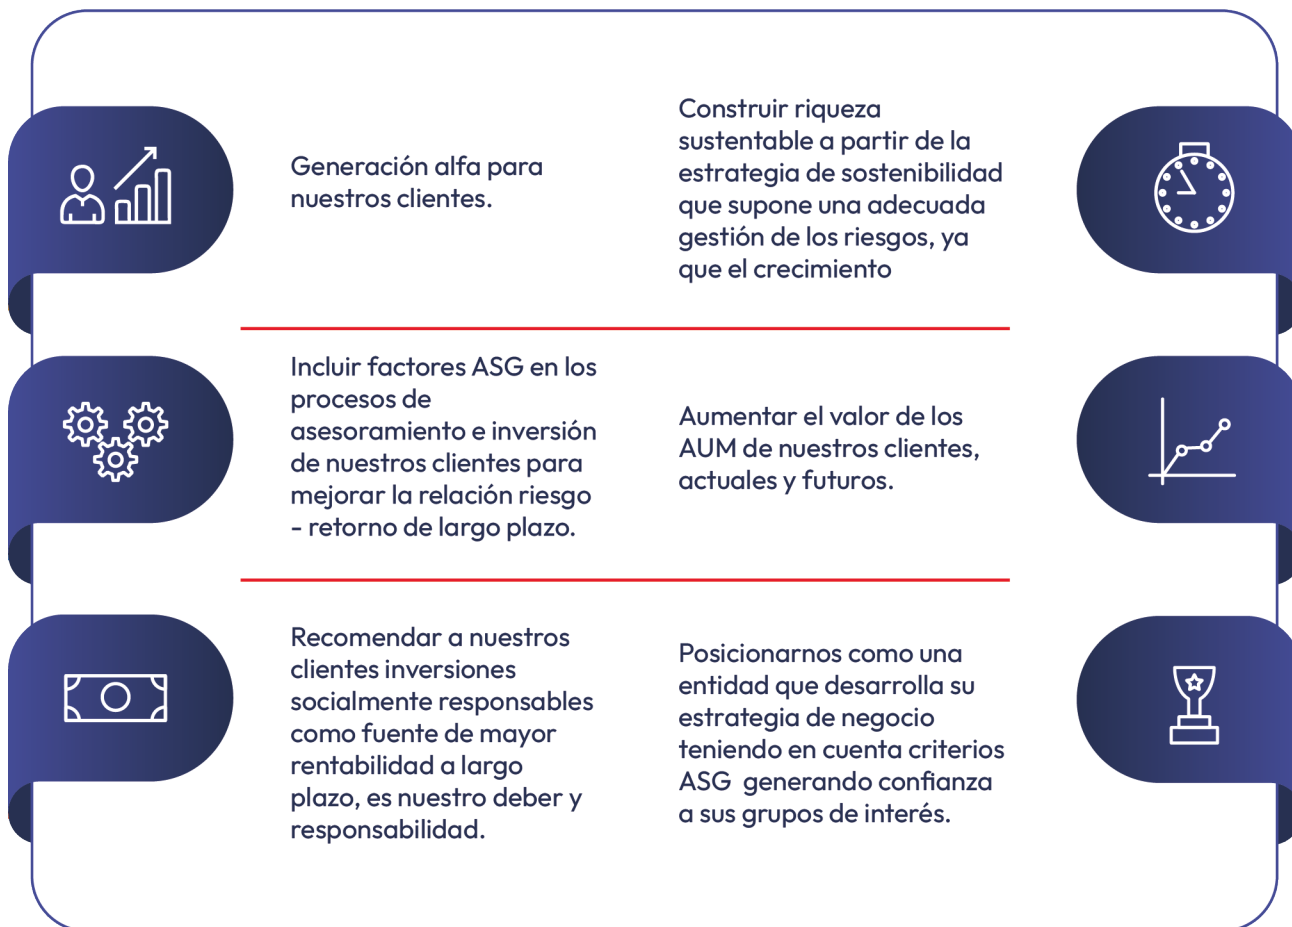 Generación alfa para
nuestros clientes.
Construir riqueza
sustentable a partir de la
estrategia de sostenibilidad
que supone una adecuada
gestión de los riesgos, ya
que el crecimiento
Incluir factores ASG en los
procesos de
asesoramiento e inversión
de nuestros clientes para
mejorar la relación riesgo
- retorno de largo plazo.
Aumentar el valor de los
AUM de nuestros clientes,
actuales y futuros.
Recomendar a nuestros
clientes inversiones
socialmente responsables
como fuente de mayor
rentabilidad a largo
plazo, es nuestro deber y
responsabilidad.
Posicionarnos como una
entidad que desarrolla su
estrategia de negocio
teniendo en cuenta criterios
ASG  generando confianza
a sus grupos de interés.